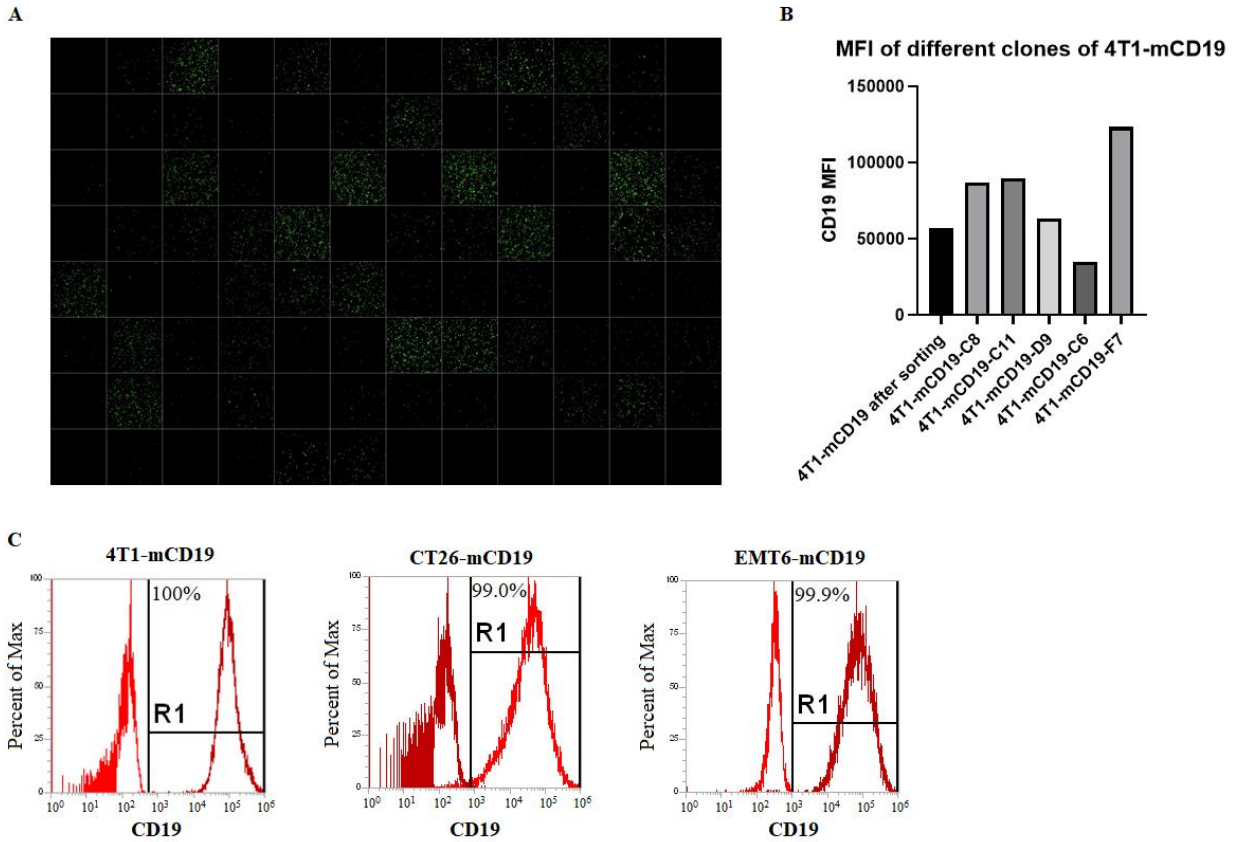 A
B
MFI of different clones of 4T1-mCD19
150000
100000
50000
0
CD19 MFI
4T1-mCD19 after sorting
4T1-mCD19-C8
4T1-mCD19-C11
4T1-mCD19-D9
4T1-mCD19-C6
4T1-mCD19-F7
C
4T1-mCD19
100
75
50
25
0
Percent of Max
100%
R1
10⁰ 10¹ 10² 10³ 10⁴ 10⁵ 10⁶
CD19
CT26-mCD19
100
75
50
25
0
Percent of Max
99.0%
R1
10⁰ 10¹ 10² 10³ 10⁴ 10⁵ 10⁶
CD19
EMT6-mCD19
100
75
50
25
0
Percent of Max
99.9%
R1
10⁰ 10¹ 10² 10³ 10⁴ 10⁵ 10⁶
CD19